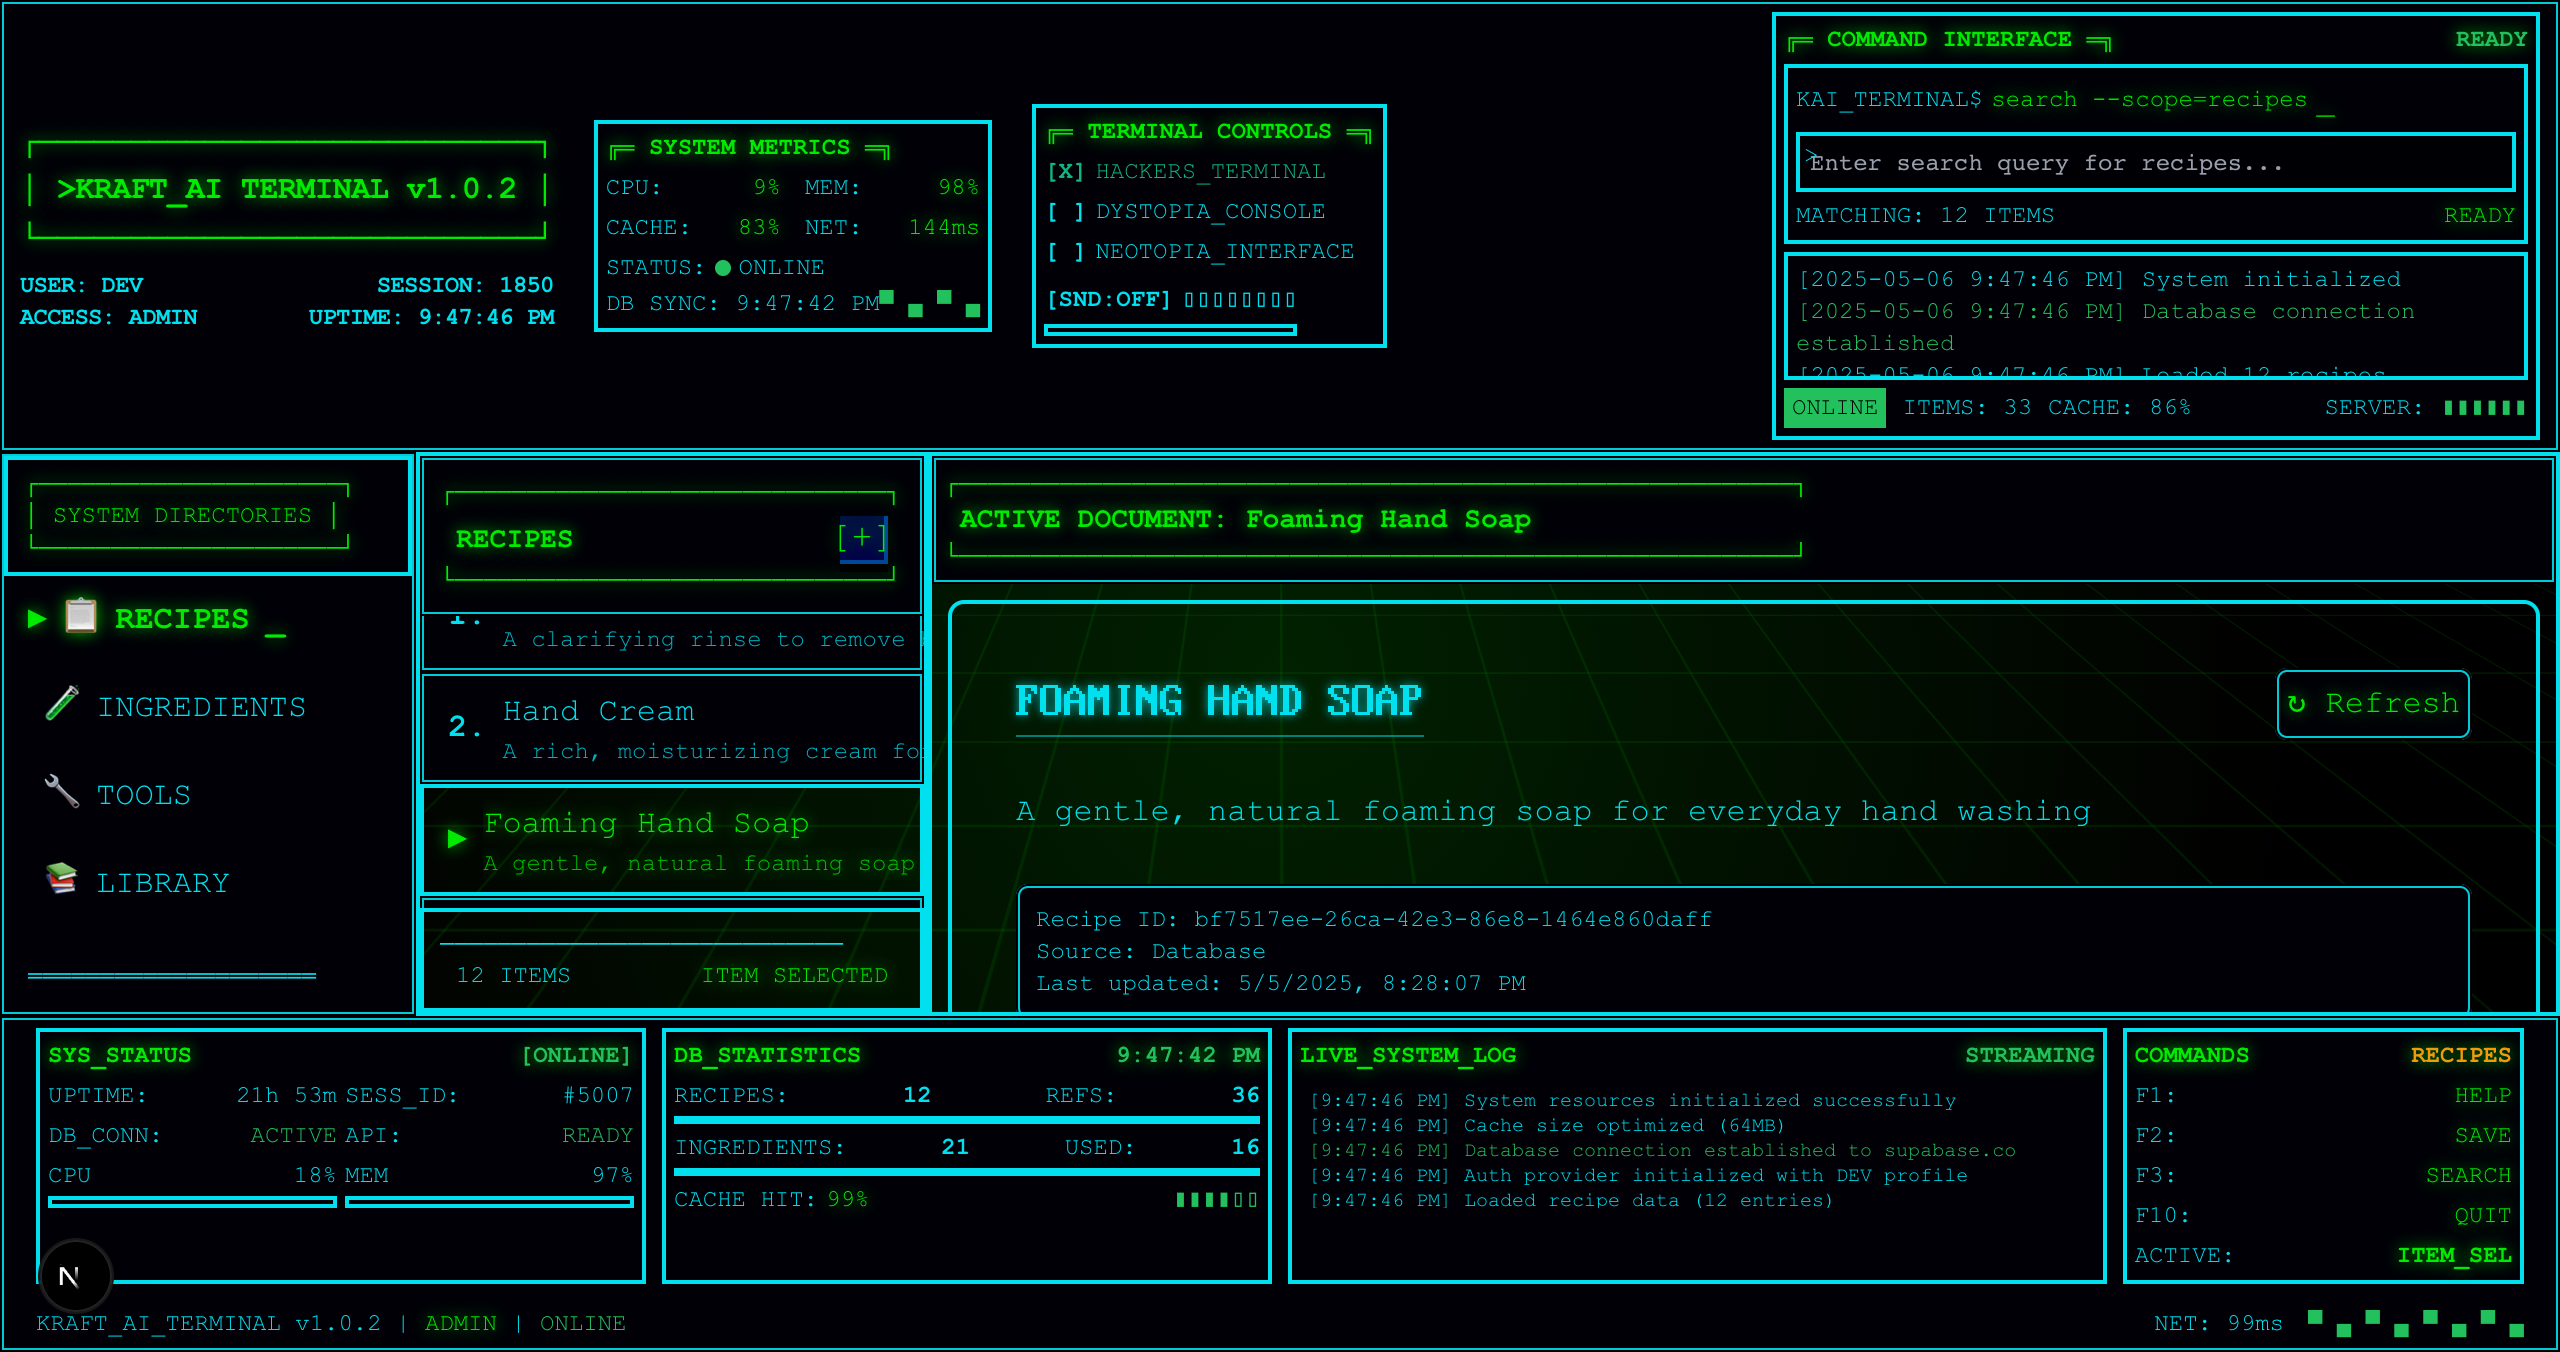 >KRAFT_AI TERMINAL v1.0.2
USER: DEV SESSION: 1850
ACCESS: ADMIN UPTIME: 9:47:46 PM
SYSTEM METRICS
CPU: 9% MEM: 98%
CACHE: 83% NET: 144ms
STATUS: ONLINE
DB SYNC: 9:47:42 PM
TERMINAL CONTROLS
[X] HACKERS_TERMINAL
[ ] DYSTOPIA_CONSOLE
[ ] NEOTOPIA_INTERFACE
[SND:OFF]
COMMAND INTERFACE READY
KAI_TERMINAL$ search --scope=recipes _
>Enter search query for recipes...
MATCHING: 12 ITEMS READY
[2025-05-06 9:47:46 PM] System initialized
[2025-05-06 9:47:46 PM] Database connection
established
[2025-05-06 9:47:46 PM] Loaded 12 recipes
ONLINE ITEMS: 33 CACHE: 86% SERVER:
SYSTEM DIRECTORIES
▶ RECIPES _
INGREDIENTS
TOOLS
LIBRARY
RECIPES [+]
1.
A clarifying rinse to remove
2. Hand Cream
A rich, moisturizing cream fo
▶ Foaming Hand Soap
A gentle, natural foaming soap
12 ITEMS ITEM SELECTED
ACTIVE DOCUMENT: Foaming Hand Soap
FOAMING HAND SOAP
↻ Refresh
A gentle, natural foaming soap for everyday hand washing
Recipe ID: bf7517ee-26ca-42e3-86e8-1464e860daff
Source: Database
Last updated: 5/5/2025, 8:28:07 PM
SYS_STATUS [ONLINE]
UPTIME: 21h 53m SESS_ID: #5007
DB_CONN: ACTIVE API: READY
CPU 18% MEM 97%
DB_STATISTICS 9:47:42 PM
RECIPES: 12 REFS: 36
INGREDIENTS: 21 USED: 16
CACHE HIT: 99%
LIVE_SYSTEM_LOG STREAMING
[9:47:46 PM] System resources initialized successfully
[9:47:46 PM] Cache size optimized (64MB)
[9:47:46 PM] Database connection established to supabase.co
[9:47:46 PM] Auth provider initialized with DEV profile
[9:47:46 PM] Loaded recipe data (12 entries)
COMMANDS RECIPES
F1: HELP
F2: SAVE
F3: SEARCH
F10: QUIT
ACTIVE: ITEM_SEL
N
KRAFT_AI_TERMINAL v1.0.2 | ADMIN | ONLINE
NET: 99ms